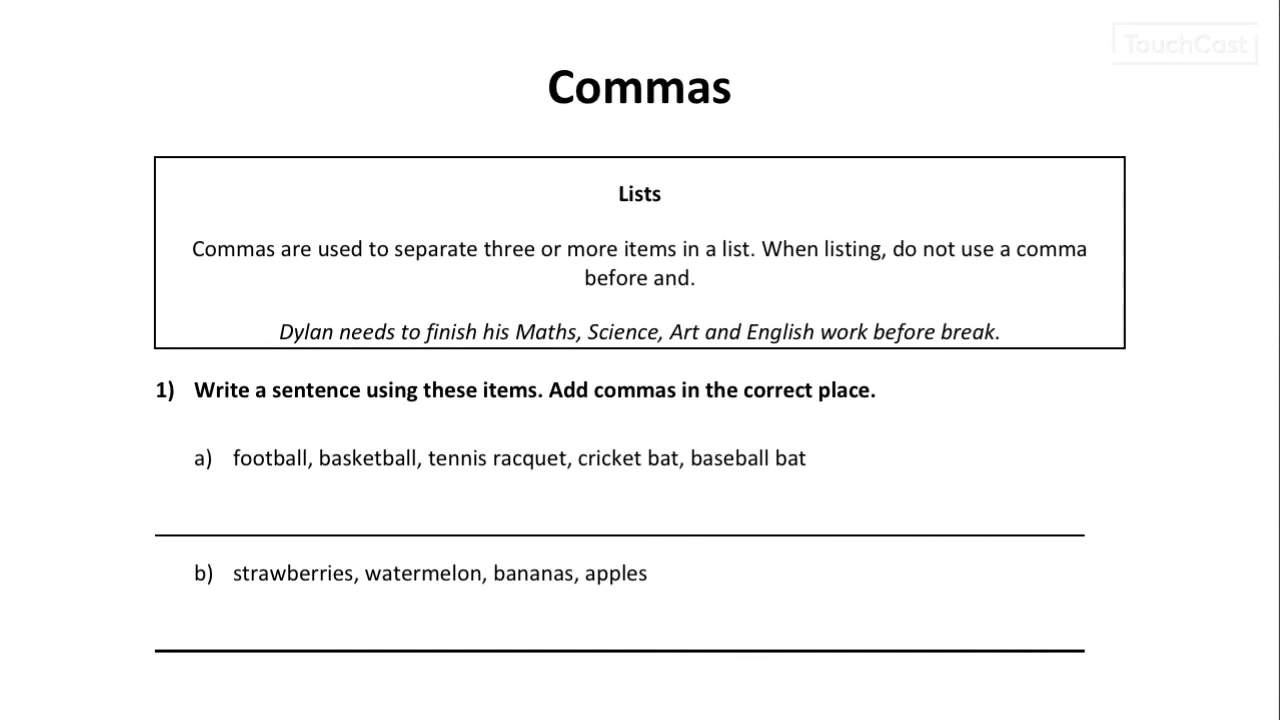 TouchCast
Commas
Lists
Commas are used to separate three or more items in a list. When listing, do not use a comma
before and.
Dylan needs to finish his Maths, Science, Art and English work before break.
1) Write a sentence using these items. Add commas in the correct place.
a) football, basketball, tennis racquet, cricket bat, baseball bat
b) strawberries, watermelon, bananas, apples